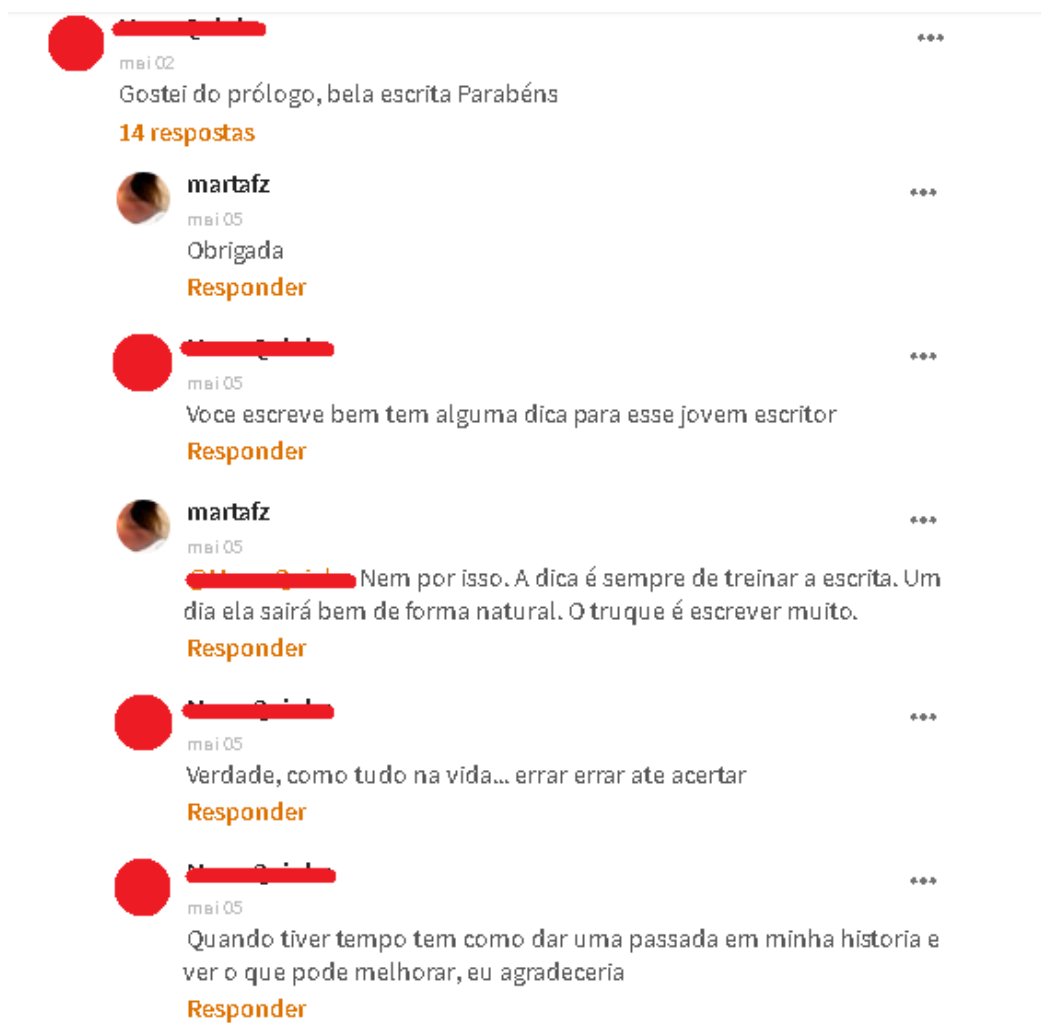 mai 02
Gostei do prólogo, bela escrita Parabéns
14 respostas
martafz
mai 05
Obrigada
Responder
mai 05
Voce escreve bem tem alguma dica para esse jovem escritor
Responder
martafz
mai 05
Nem por isso. A dica é sempre de treinar a escrita. Um
dia ela sairá bem de forma natural. O truque é escrever muito.
Responder
mai 05
Verdade, como tudo na vida... errar errar ate acertar
Responder
mai 05
Quando tiver tempo tem como dar uma passada em minha historia e
ver o que pode melhorar, eu agradeceria
Responder